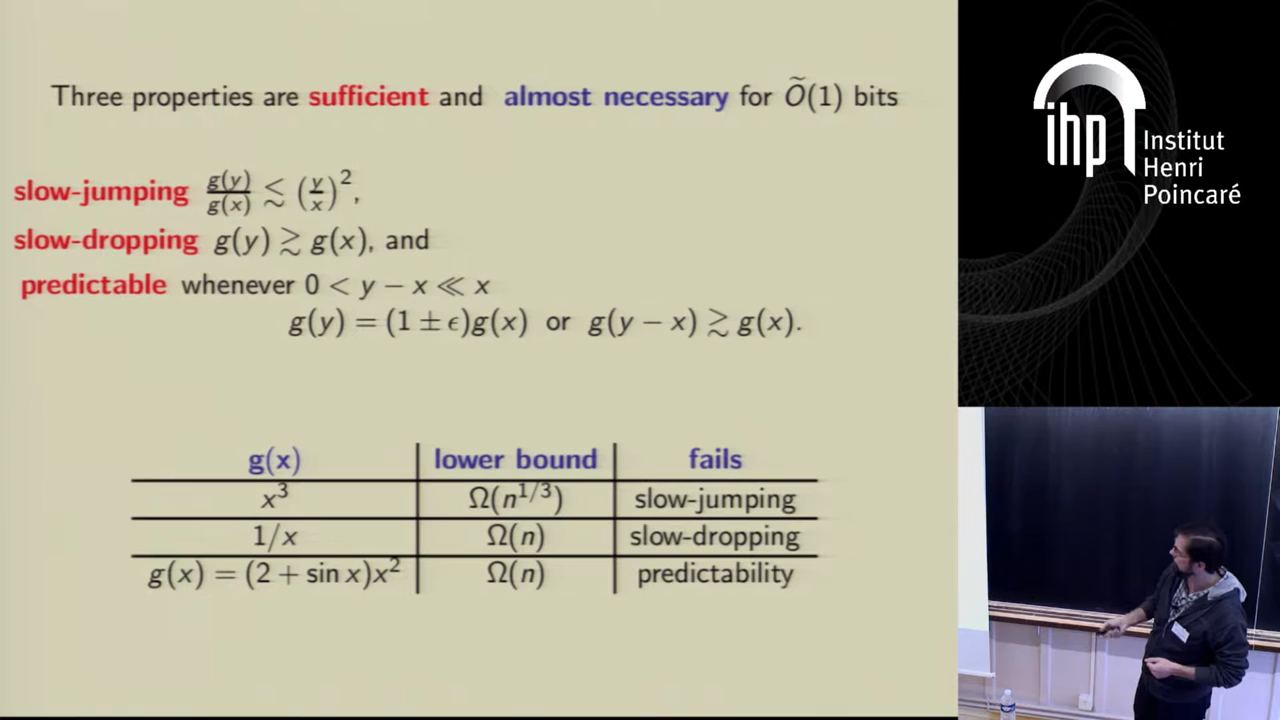 Three properties are sufficient and almost necessary for Õ(1) bits
slow-jumping g(y)/g(x) ≲ (y/x)²,
slow-dropping g(y) ≳ g(x), and
predictable whenever 0 < y − x ≪ x
g(y) = (1 ± ϵ)g(x) or g(y − x) ≳ g(x).
g(x) lower bound fails
x³ Ω(n^{1/3}) slow-jumping
1/x Ω(n) slow-dropping
g(x) = (2 + sin x)x² Ω(n) predictability
ihp
Institut
Henri
Poincaré